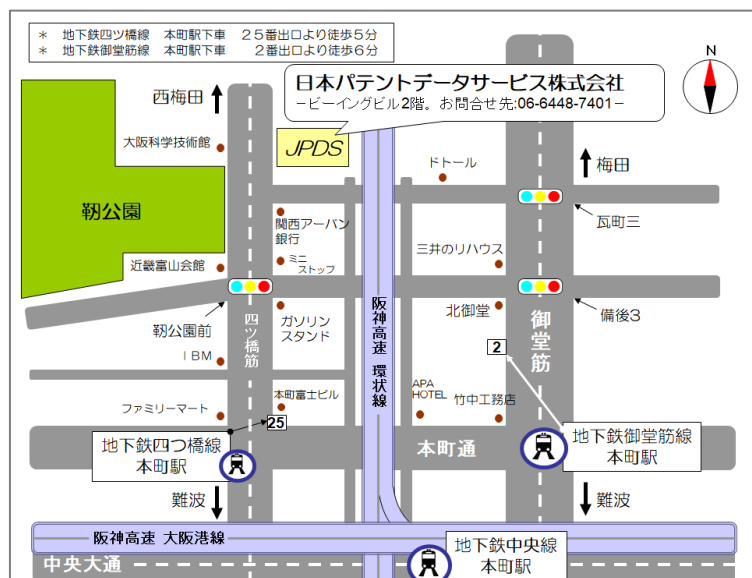 ＊ 地下鉄四ツ橋線 本町駅下車 ２５番出口より徒歩５分
＊ 地下鉄御堂筋線 本町駅下車 ２番出口より徒歩６分
日本パテントデータサービス株式会社
－ビーイングビル2階。お問合せ先:06-6448-7401－
N
西梅田
JPDS
大阪科学技術館
ドトール
梅田
靭公園
瓦町三
関西アーバン
銀行
三井のリハウス
近畿富山会館
ミニ
ストップ
靭公園前
四ツ橋筋
ガソリン
スタンド
阪神高速 環状線
北御堂
御堂筋
備後3
2
ＩＢＭ
APA
HOTEL
本町富士ビル
竹中工務店
ファミリーマート
25
地下鉄四つ橋線
本町駅
本町通
地下鉄御堂筋線
本町駅
難波
難波
阪神高速 大阪港線
地下鉄中央線
本町駅
中央大通